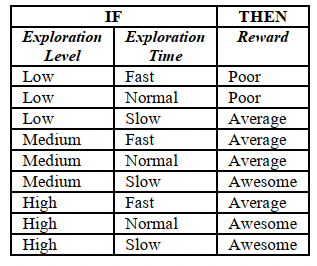 IF THEN
Exploration Level Exploration Time Reward
Low Fast Poor
Low Normal Poor
Low Slow Average
Medium Fast Average
Medium Normal Average
Medium Slow Awesome
High Fast Average
High Normal Awesome
High Slow Awesome